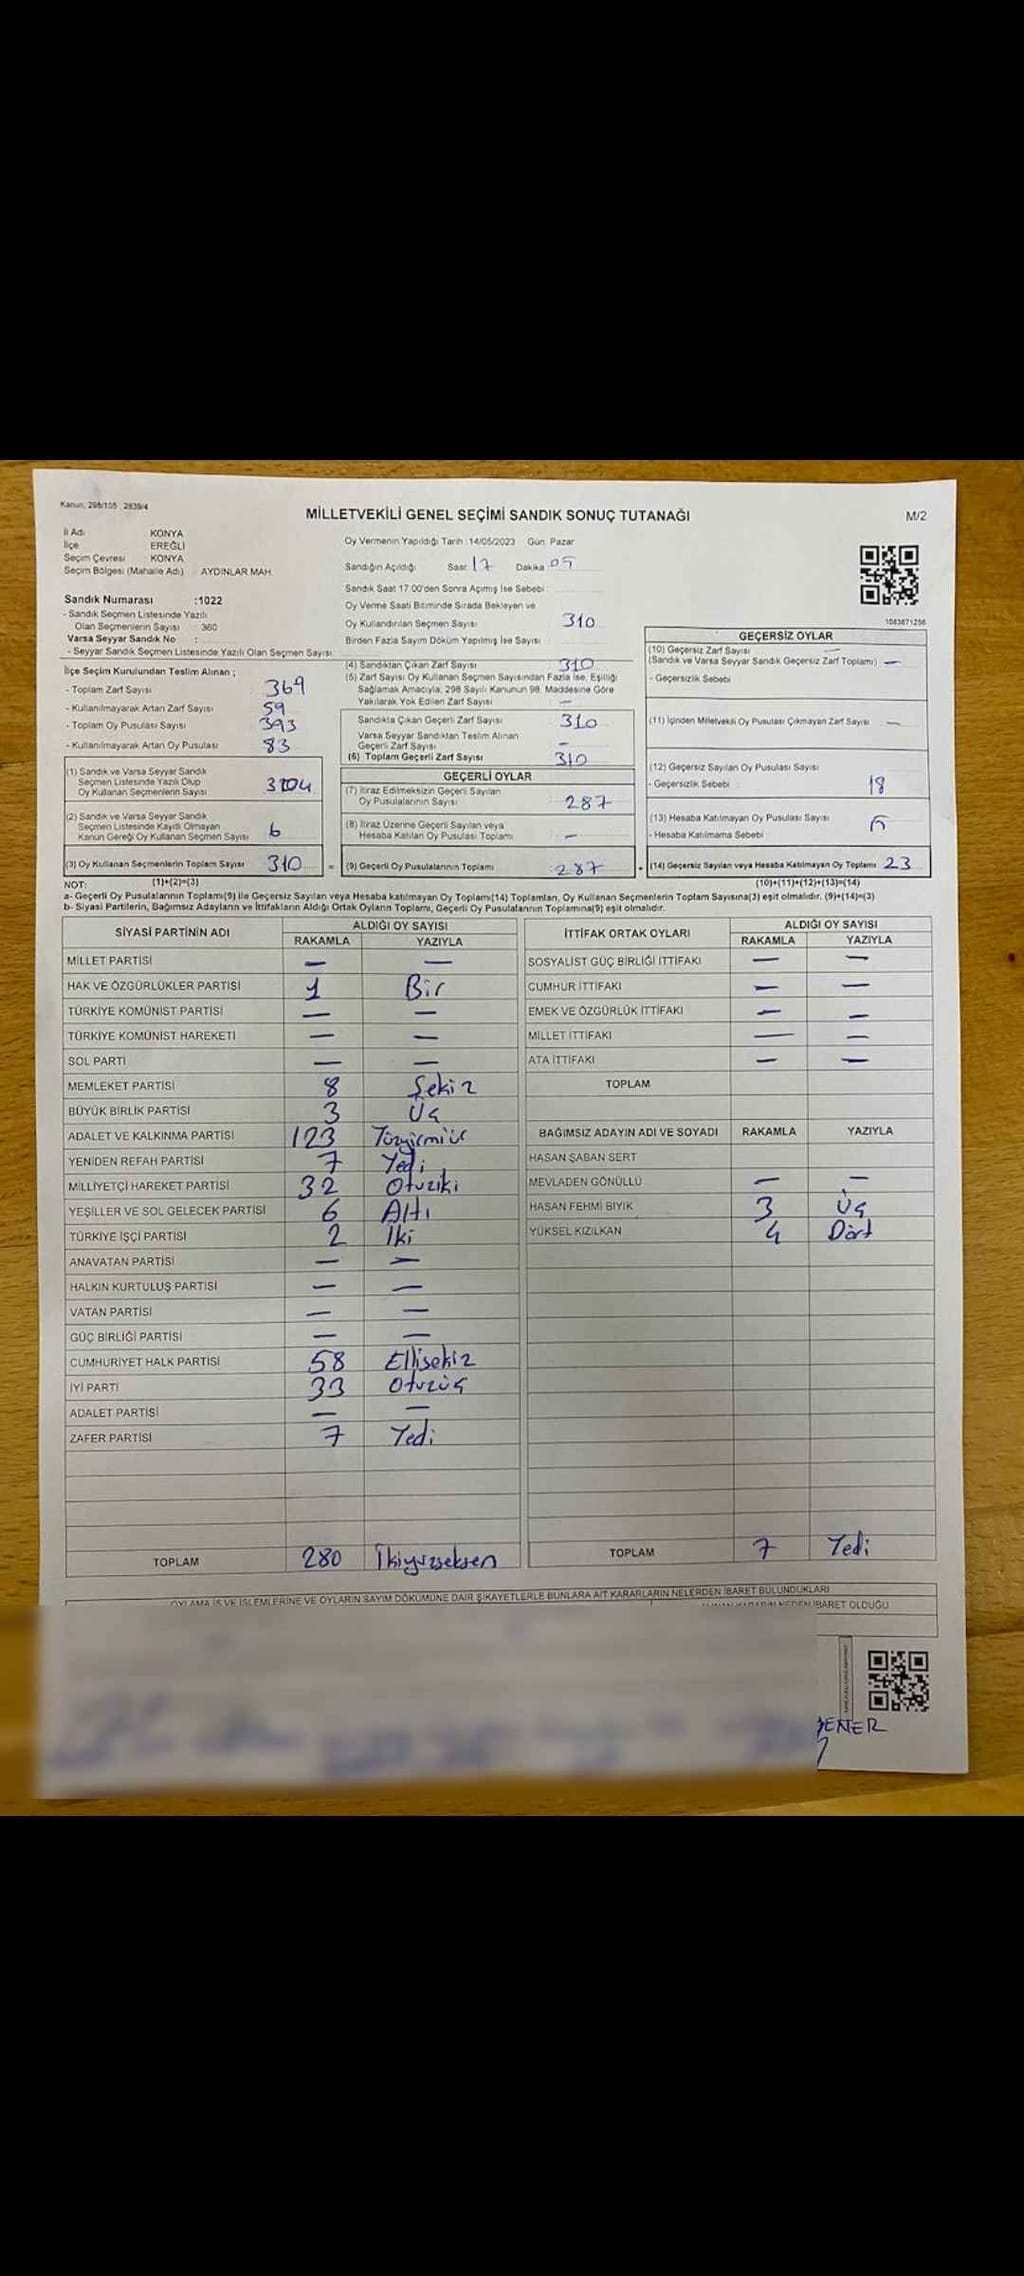 Kanun: 298/105 : 2839/4
MİLLETVEKİLİ GENEL SEÇİMİ SANDIK SONUÇ TUTANAĞI
M/2
İl Adı KONYA
İlçe EREĞLİ
Seçim Çevresi : KONYA
Seçim Bölgesi (Mahalle Adı) : AYDINLAR MAH.
Oy Vermenin Yapıldığı Tarih :14/05/2023 Gün: Pazar
Sandığın Açıldığı Saat 17 Dakika 05
Sandık Saat 17:00'den Sonra Açımış İse Sebebi
Oy Verme Saati Bitiminde Sırada Bekleyen ve
Oy Kullandırılan Seçmen Sayısı 310
Birden Fazla Sayım Döküm Yapılmış İse Sayısı
1083871256
Sandık Numarası :1022
- Sandık Seçmen Listesinde Yazılı
Olan Seçmenlerin Sayısı : 360
Varsa Seyyar Sandık No :
- Seyyar Sandık Seçmen Listesinde Yazılı Olan Seçmen Sayısı:
İlçe Seçim Kurulundan Teslim Alınan ;
- Toplam Zarf Sayısı 369
- Kullanılmayarak Artan Zarf Sayısı 59
- Toplam Oy Pusulası Sayısı 393
- Kullanılmayarak Artan Oy Pusulası 83
(1) Sandık ve Varsa Seyyar Sandık
Seçmen Listesinde Yazılı Olup
Oy Kullanan Seçmenlerin Sayısı
(2) Sandık ve Varsa Seyyar Sandık
Seçmen Listesinde Kayıtlı Olmayan
Kanun Gereği Oy Kullanan Seçmen Sayısı 6
(3) Oy Kullanan Seçmenlerin Toplam Sayısı 310 =
(1)+(2)=(3)
(4) Sandıktan Çıkan Zarf Sayısı 310
(5) Zarf Sayısı Oy Kullanan Seçmen Sayısından Fazla İse, Eşitliği
Sağlamak Amacıyla; 298 Sayılı Kanunun 98. Maddesine Göre
Yakılarak Yok Edilen Zarf Sayısı —
Sandıkta Çıkan Geçerli Zarf Sayısı 310
Varsa Seyyar Sandıktan Teslim Alınan
Geçerli Zarf Sayısı —
(6) Toplam Geçerli Zarf Sayısı 310
GEÇERLİ OYLAR
(7) İtiraz Edilmeksizin Geçerli Sayılan
Oy Pusulalarının Sayısı : 287
(8) İtiraz Üzerine Geçerli Sayılan veya
Hesaba Katılan Oy Pusulası Toplamı : —
(9) Geçerli Oy Pusulalarının Toplamı : 287 +
GEÇERSİZ OYLAR
(10) Geçersiz Zarf Sayısı —
(Sandık ve Varsa Seyyar Sandık Geçersiz Zarf Toplamı) —
- Geçersizlik Sebebi
(11) İçinden Milletvekili Oy Pusulası Çıkmayan Zarf Sayısı —
(12) Geçersiz Sayılan Oy Pusulası Sayısı
- Geçersizlik Sebebi 18
(13) Hesaba Katılmayan Oy Pusulası Sayısı 5
- Hesaba Katılmama Sebebi
(14) Geçersiz Sayılan veya Hesaba Katılmayan Oy Toplamı 23
(10)+(11)+(12)+(13)=(14)
NOT:
a- Geçerli Oy Pusulalarının Toplamı(9) ile Geçersiz Sayılan veya Hesaba katılmayan Oy Toplamı(14) Toplamları, Oy Kullanan Seçmenlerin Toplam Sayısına(3) eşit olmalıdır. (9)+(14)=(3)
b- Siyasi Partilerin, Bağımsız Adayların ve İttifakların Aldığı Ortak Oyların Toplamı, Geçerli Oy Pusulalarının Toplamına(9) eşit olmalıdır.
SİYASİ PARTİNİN ADI ALDIĞI OY SAYISI
RAKAMLA YAZIYLA
MİLLET PARTİSİ — —
HAK VE ÖZGÜRLÜKLER PARTİSİ 1 Bir
TÜRKİYE KOMÜNİST PARTİSİ — —
TÜRKİYE KOMÜNİST HAREKETİ — —
SOL PARTİ — —
MEMLEKET PARTİSİ 8 Sekiz
BÜYÜK BİRLİK PARTİSİ 3 Üç
ADALET VE KALKINMA PARTİSİ 123
YENİDEN REFAH PARTİSİ 7 Yedi
MİLLİYETÇİ HAREKET PARTİSİ 32 Otuziki
YEŞİLLER VE SOL GELECEK PARTİSİ 6 Altı
TÜRKİYE İŞÇİ PARTİSİ 2 İki
ANAVATAN PARTİSİ — —
HALKIN KURTULUŞ PARTİSİ — —
VATAN PARTİSİ — —
GÜÇ BİRLİĞİ PARTİSİ — —
CUMHURİYET HALK PARTİSİ 58 Ellisekiz
İYİ PARTİ 33 Otuzüç
ADALET PARTİSİ — —
ZAFER PARTİSİ 7 Yedi
TOPLAM 280 İkiyüzseksen
İTTİFAK ORTAK OYLARI ALDIĞI OY SAYISI
RAKAMLA YAZIYLA
SOSYALİST GÜÇ BİRLİĞİ İTTİFAKI — —
CUMHUR İTTİFAKI — —
EMEK VE ÖZGÜRLÜK İTTİFAKI — —
MİLLET İTTİFAKI — —
ATA İTTİFAKI — —
TOPLAM
BAĞIMSIZ ADAYIN ADI VE SOYADI RAKAMLA YAZIYLA
HASAN ŞABAN SERT
MEVLADEN GÖNÜLLÜ — —
HASAN FEHMİ BIYIK 3 Üç
YÜKSEL KIZILKAN 4 Dört
TOPLAM 7 Yedi
OYLAMA İŞ VE İŞLEMLERİNE VE OYLARIN SAYIM DÖKÜMÜNE DAİR ŞİKAYETLERLE BUNLARA AİT KARARLARIN NELERDEN İBARET BULUNDUKLARI
KARARIN NEDEN İBARET OLDUĞU
ŞENER